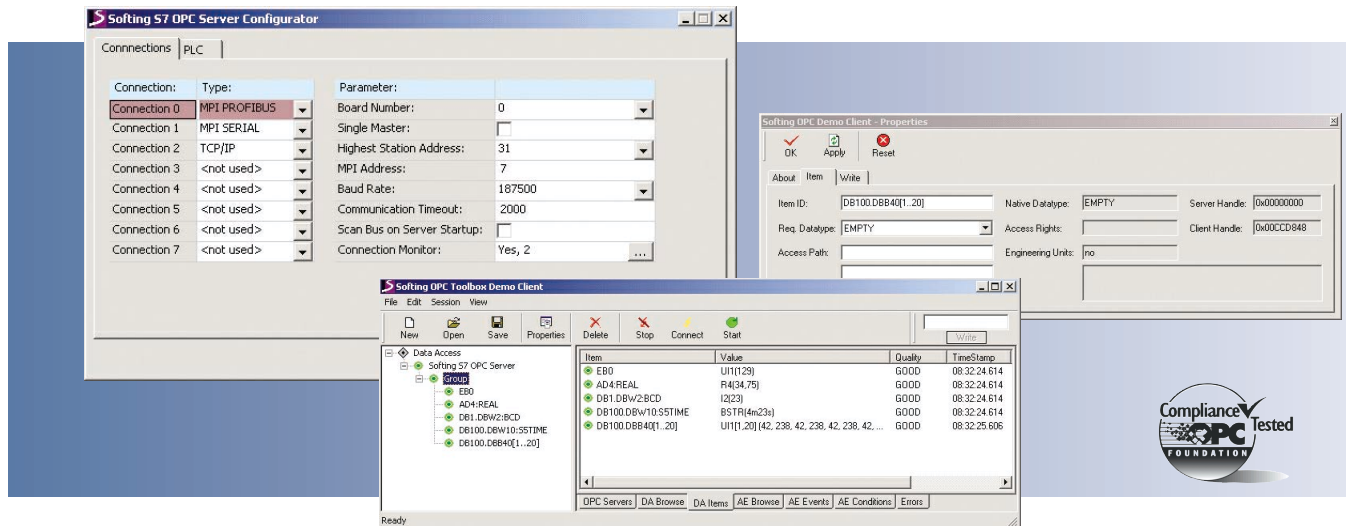 Softing S7 OPC Server Configurator
Connnections PLC
Connection: Type: Parameter:
Connection 0 MPI PROFIBUS Board Number: 0
Connection 1 MPI SERIAL Single Master:
Connection 2 TCP/IP Highest Station Address: 31
Connection 3 <not used> MPI Address: 7
Connection 4 <not used> Baud Rate: 187500
Connection 5 <not used> Communication Timeout: 2000
Connection 6 <not used> Scan Bus on Server Startup:
Connection 7 <not used> Connection Monitor: Yes, 2 ...
Softing OPC Demo Client - Properties
OK Apply Reset
About Item Write
Item ID: DB100.DBB40[1..20] Native Datatype: EMPTY Server Handle: 0x00000000
Req. Datatype: EMPTY Access Rights: Client Handle: 0x00CCD848
Access Path: Engineering Units: no
Softing OPC Toolbox Demo Client
File Edit Session View
New Open Save Properties Delete Stop Connect Start Write
Data Access
Softing S7 OPC Server
Group
EB0
AD4:REAL
DB1.DBW2:BCD
DB100.DBW10:S5TIME
DB100.DBB40[1..20]
Item Value Quality TimeStamp
EB0 UI1(129) GOOD 08:32:24.614
AD4:REAL R4(34,75) GOOD 08:32:24.614
DB1.DBW2:BCD I2(23) GOOD 08:32:24.614
DB100.DBW10:S5TIME BSTR(4m23s) GOOD 08:32:24.614
DB100.DBB40[1..20] UI1[1,20] (42, 238, 42, 238, 42, 238, 42, ... GOOD 08:32:25.606
OPC Servers DA Browse DA Items AE Browse AE Events AE Conditions Errors
Ready
Compliance Tested
OPC
FOUNDATION